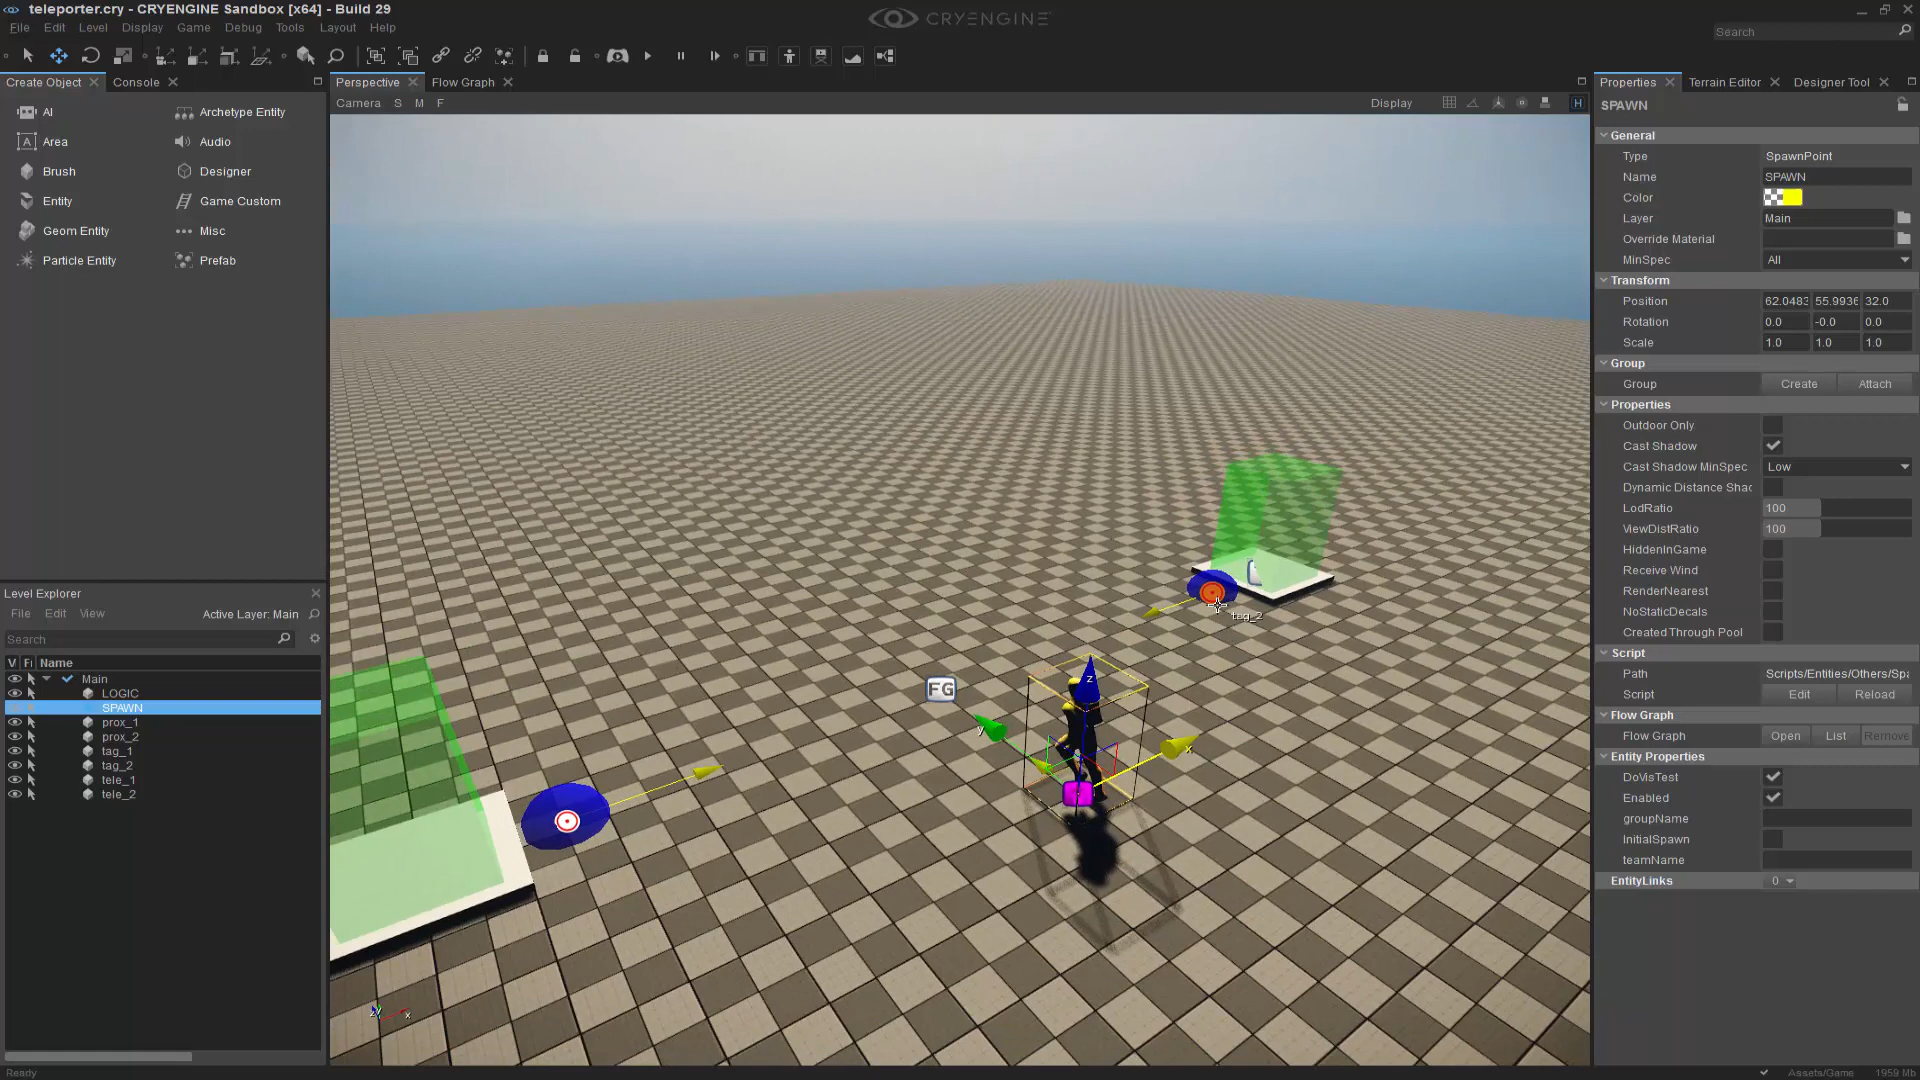 teleporter.cry - CRYENGINE Sandbox [x64] - Build 29
CRYENGINE
File Edit Level Display Game Debug Tools Layout Help
Search
Create Object
Console
AI
Archetype Entity
Area
Audio
Brush
Designer
Entity
Game Custom
Geom Entity
Misc
Particle Entity
Prefab
Level Explorer
File Edit View
Active Layer: Main
Search
V
Name
Main
LOGIC
SPAWN
prox_1
prox_2
tag_1
tag_2
tele_1
tele_2
Perspective
Flow Graph
Camera S M F
Display
H
tag_2
FG
z
y
x
x
Properties
Terrain Editor
Designer Tool
SPAWN
General
Type SpawnPoint
Name SPAWN
Color
Layer Main
Override Material
MinSpec All
Transform
Position 62.0483 55.9936 32.0
Rotation 0.0 -0.0 0.0
Scale 1.0 1.0 1.0
Group
Group Create Attach
Properties
Outdoor Only
Cast Shadow
Cast Shadow MinSpec Low
Dynamic Distance Shac
LodRatio 100
ViewDistRatio 100
HiddenInGame
Receive Wind
RenderNearest
NoStaticDecals
Created Through Pool
Script
Path Scripts/Entities/Others/Spa
Script Edit Reload
Flow Graph
Flow Graph Open List Remove
Entity Properties
DoVisTest
Enabled
groupName
InitialSpawn
teamName
EntityLinks 0
Ready
Assets/Game 1959 Mb